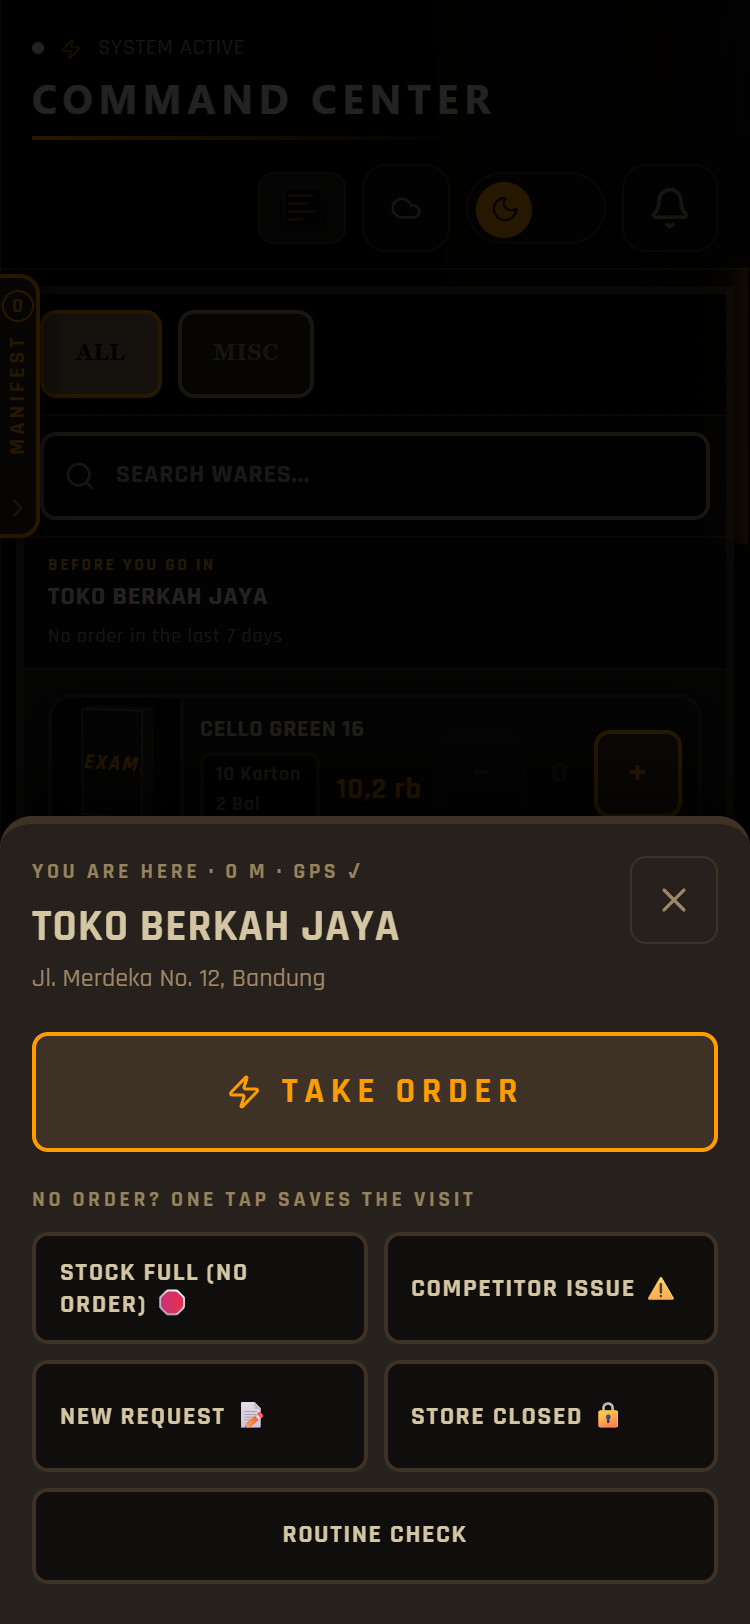 SYSTEM ACTIVE
COMMAND CENTER
0
MANIFEST
ALL
MISC
SEARCH WARES...
BEFORE YOU GO IN
TOKO BERKAH JAYA
No order in the last 7 days
CELLO GREEN 16
EXAM
10 Karton
2 Bal
10,2 rb
−
0
+
YOU ARE HERE · 0 M · GPS ✓
TOKO BERKAH JAYA
Jl. Merdeka No. 12, Bandung
TAKE ORDER
NO ORDER? ONE TAP SAVES THE VISIT
STOCK FULL (NO
ORDER) 🛑
COMPETITOR ISSUE ⚠️
NEW REQUEST 📝
STORE CLOSED 🔒
ROUTINE CHECK